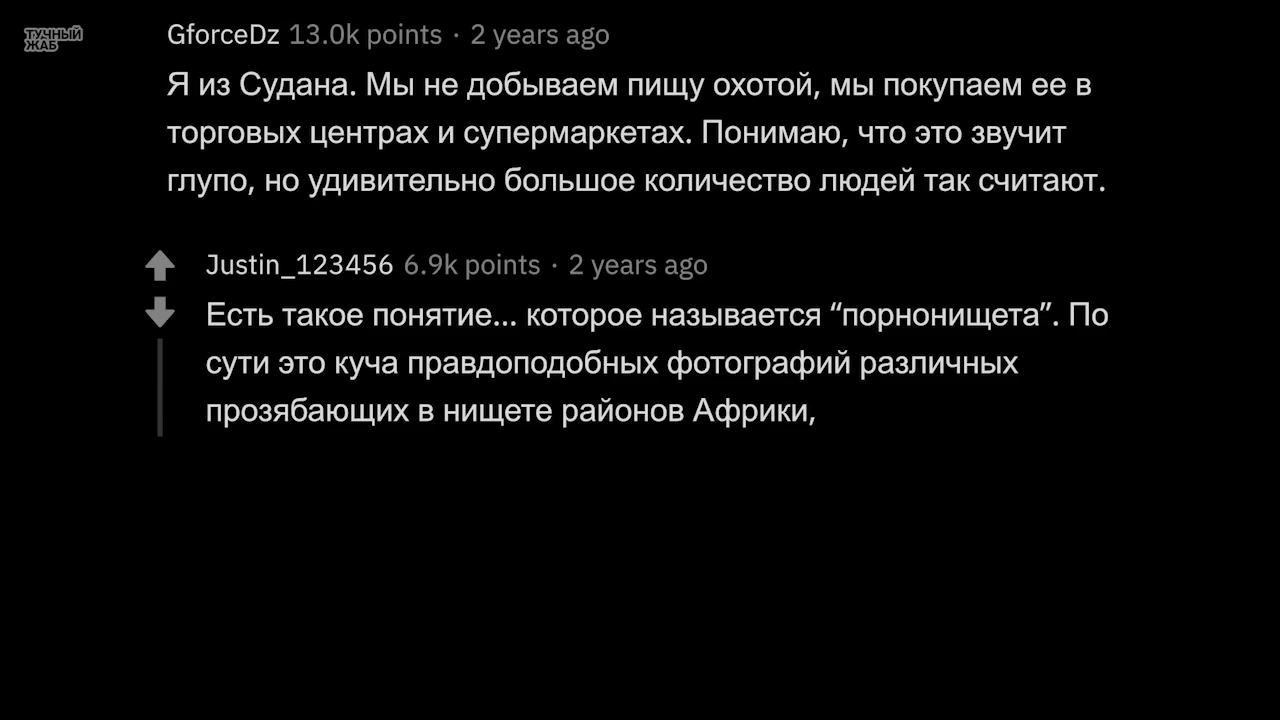 ТУЧНЫЙ
ЖАБ
GforceDz 13.0k points · 2 years ago
Я из Судана. Мы не добываем пищу охотой, мы покупаем ее в
торговых центрах и супермаркетах. Понимаю, что это звучит
глупо, но удивительно большое количество людей так считают.
Justin_123456 6.9k points · 2 years ago
Есть такое понятие... которое называется “порнонищета”. По
сути это куча правдоподобных фотографий различных
прозябающих в нищете районов Африки,